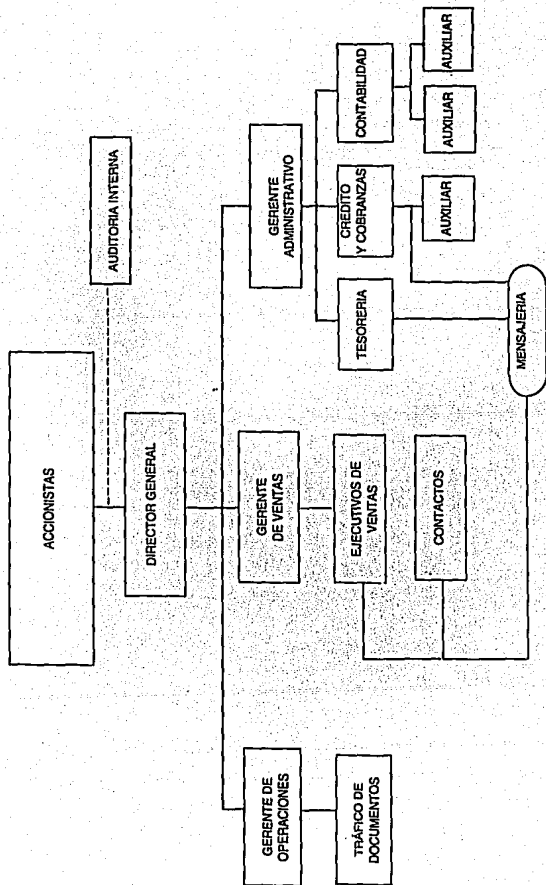 ACCIONISTAS
AUDITORIA INTERNA
DIRECTOR GENERAL
GERENTE DE
OPERACIONES
GERENTE
DE VENTAS
GERENTE
ADMINISTRATIVO
TRÁFICO DE
DOCUMENTOS
EJECUTIVOS DE
VENTAS
TESORERIA
CREDITO
Y COBRANZAS
CONTABILIDAD
CONTACTOS
AUXILIAR
AUXILIAR
AUXILIAR
MENSAJERIA